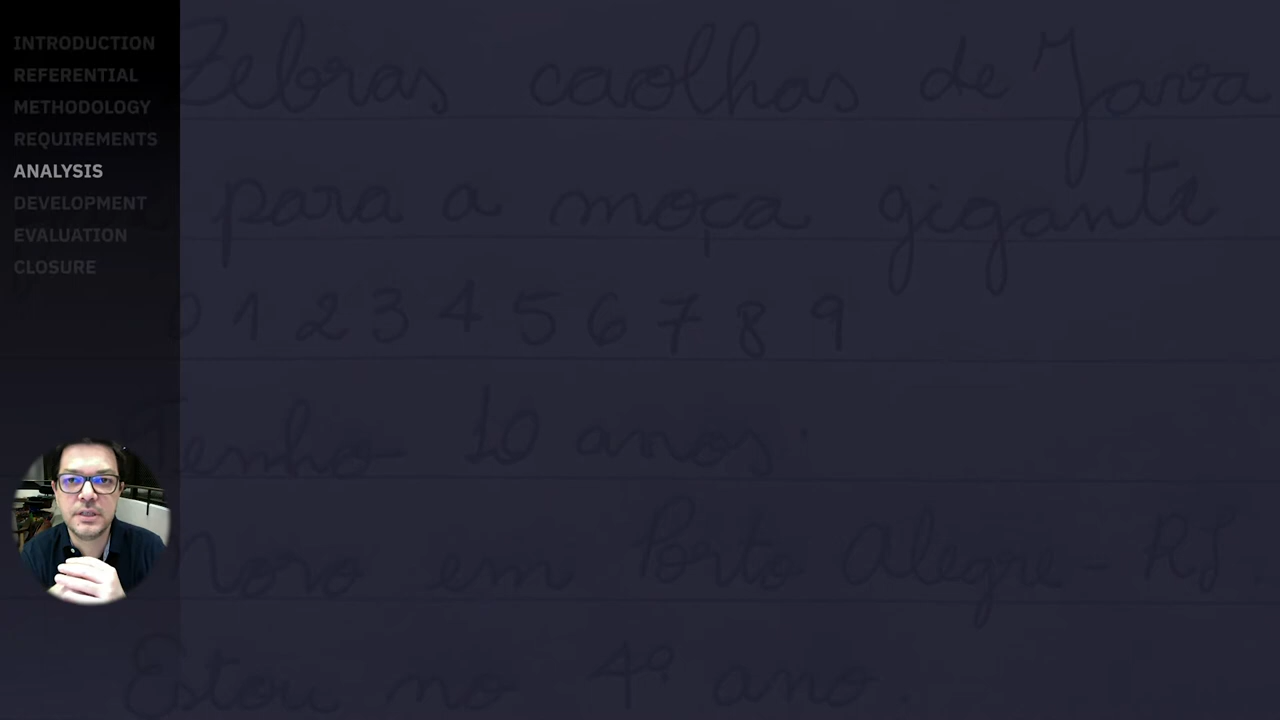 INTRODUCTION
REFERENTIAL
METHODOLOGY
REQUIREMENTS
ANALYSIS
DEVELOPMENT
EVALUATION
CLOSURE
Zebras caolhas de Java
para a moça gigante
0 1 2 3 4 5 6 7 8 9
Tenho 10 anos.
Moro em Porto Alegre - RS.
Estou no 4º ano.